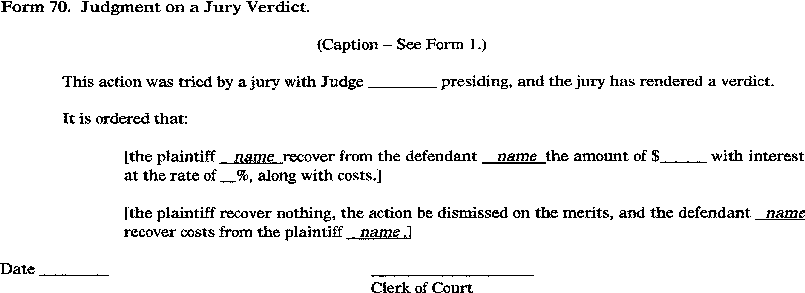 Form 70. Judgment on a Jury Verdict.
(Caption – See Form 1.)
This action was tried by a jury with Judge ________ presiding, and the jury has rendered a verdict.
It is ordered that:
[the plaintiff _name_ recover from the defendant _name_ the amount of $_____ with interest
at the rate of __%, along with costs.]
[the plaintiff recover nothing, the action be dismissed on the merits, and the defendant _name
recover costs from the plaintiff _name_.]
Date ________ ____________________
Clerk of Court